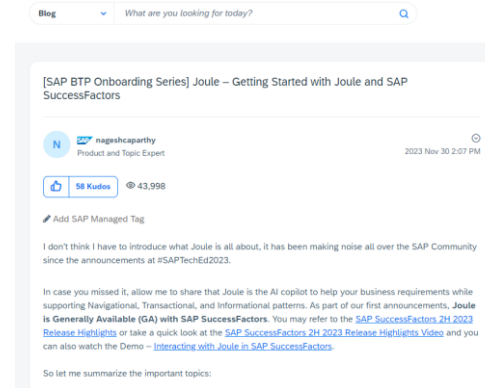 Blog What are you looking for today?
[SAP BTP Onboarding Series] Joule – Getting Started with Joule and SAP
SuccessFactors
N SAP nageshcaparthy
Product and Topic Expert 2023 Nov 30 2:07 PM
58 Kudos 43,998
Add SAP Managed Tag
I don't think I have to introduce what Joule is all about, it has been making noise all over the SAP Community
since the announcements at #SAPTechEd2023.
In case you missed it, allow me to share that Joule is the AI copilot to help your business requirements while
supporting Navigational, Transactional, and Informational patterns. As part of our first announcements, Joule
is Generally Available (GA) with SAP SuccessFactors. You may refer to the SAP SuccessFactors 2H 2023
Release Highlights or take a quick look at the SAP SuccessFactors 2H 2023 Release Highlights Video and you
can also watch the Demo – Interacting with Joule in SAP SuccessFactors.
So let me summarize the important topics: